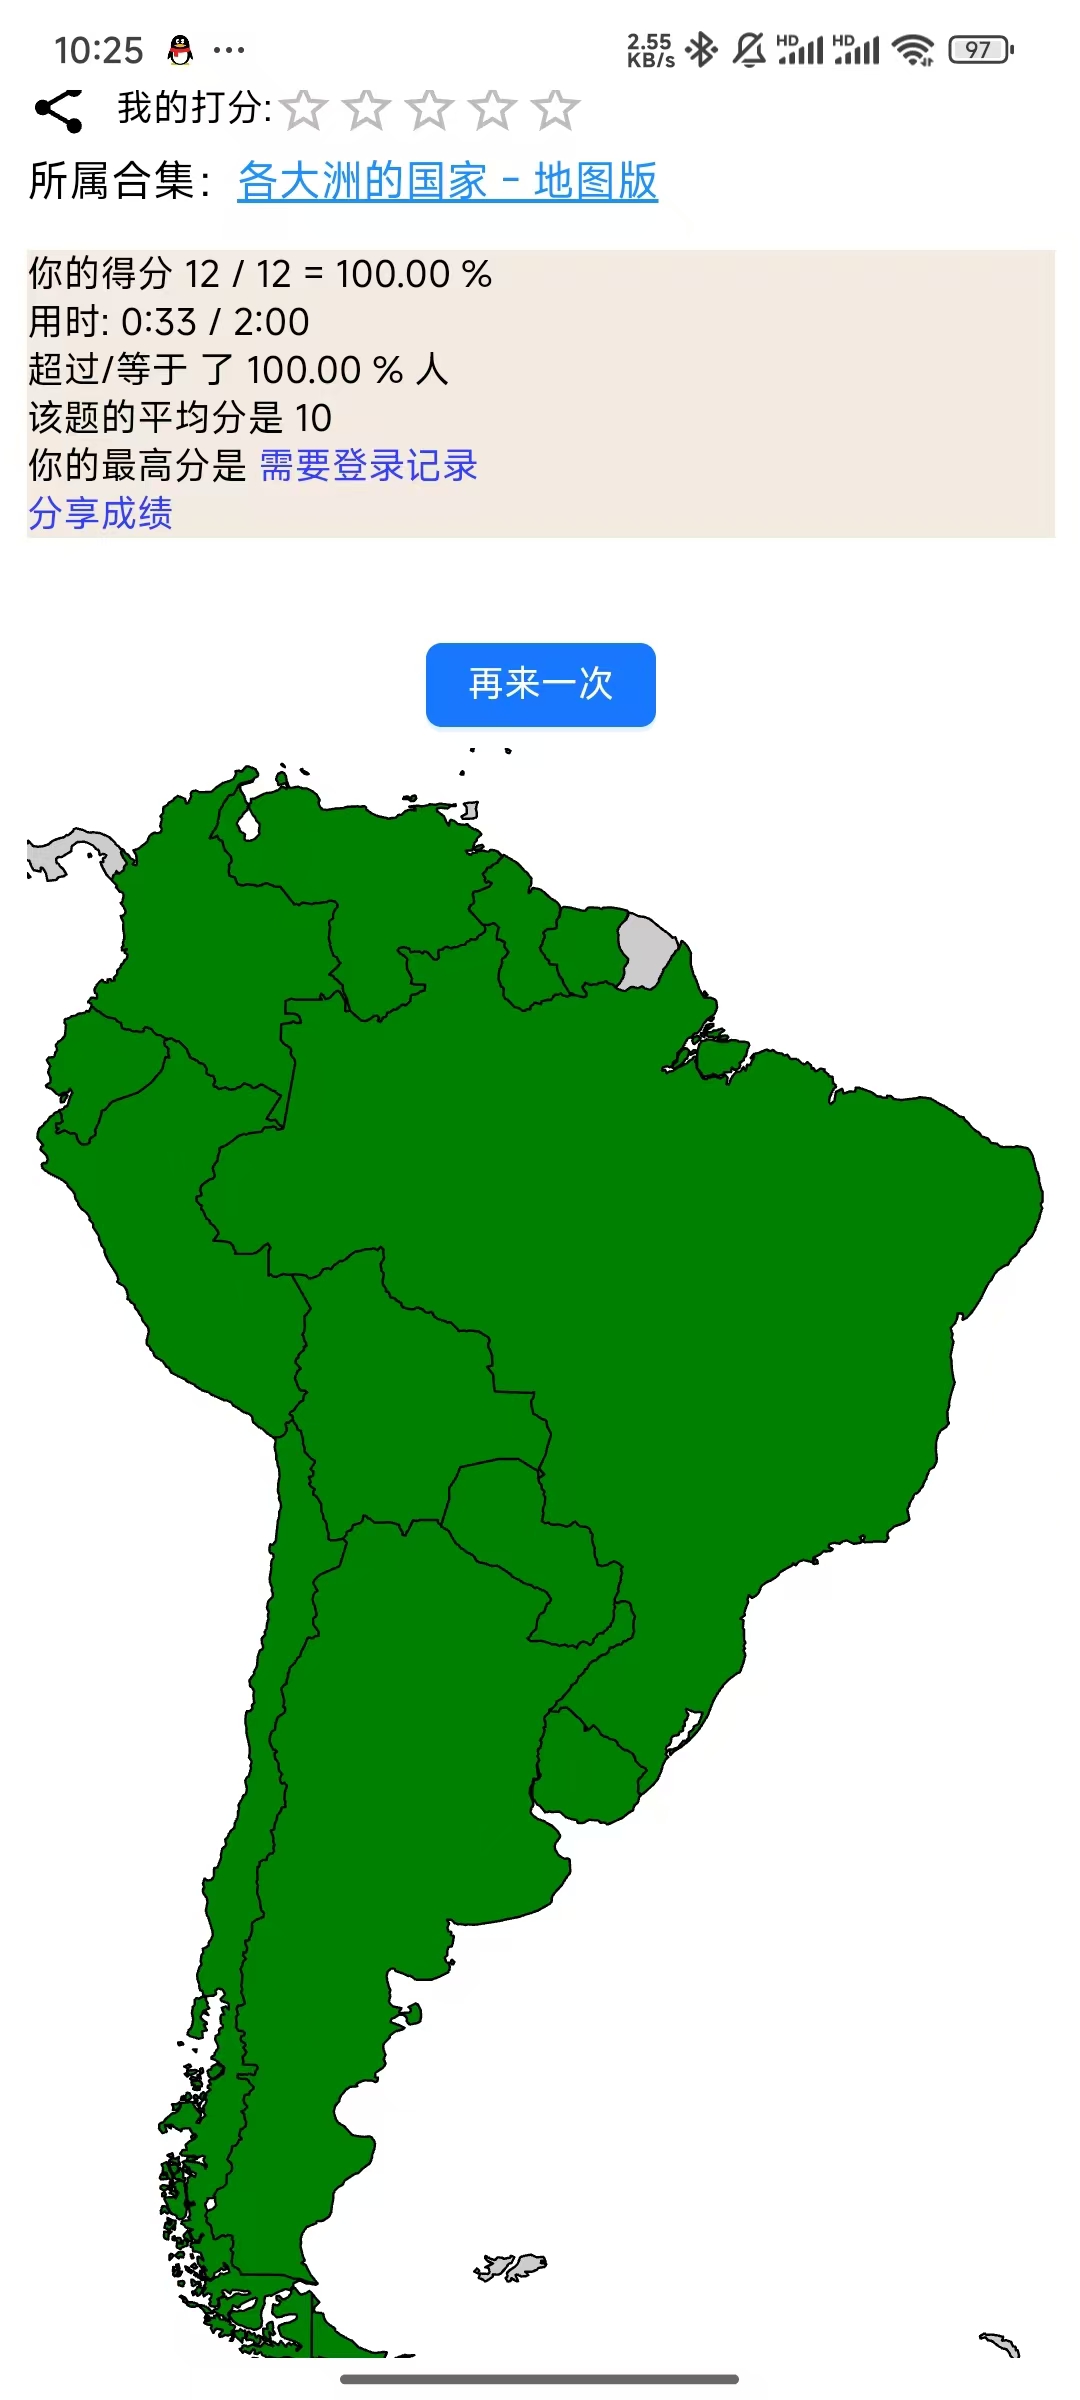 10:25 ... 2.55 KB/s HD HD 97
我的打分:
所属合集：各大洲的国家 - 地图版
你的得分 12 / 12 = 100.00 %
用时: 0:33 / 2:00
超过/等于 了 100.00 % 人
该题的平均分是 10
你的最高分是 需要登录记录
分享成绩
再来一次